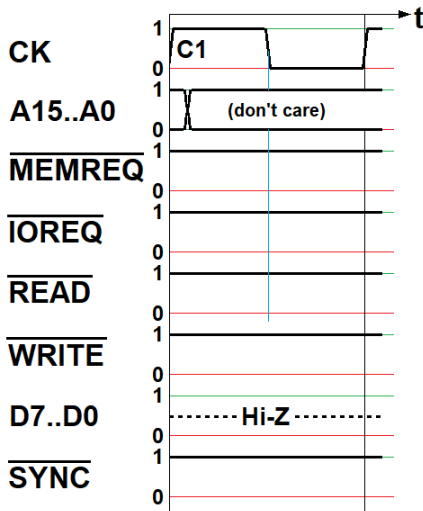 t
1
CK
C1
0
1
A15..A0
(don't care)
0
1
MEMREQ
0
1
IOREQ
0
1
READ
0
1
WRITE
0
1
D7..D0
Hi-Z
0
1
SYNC
0